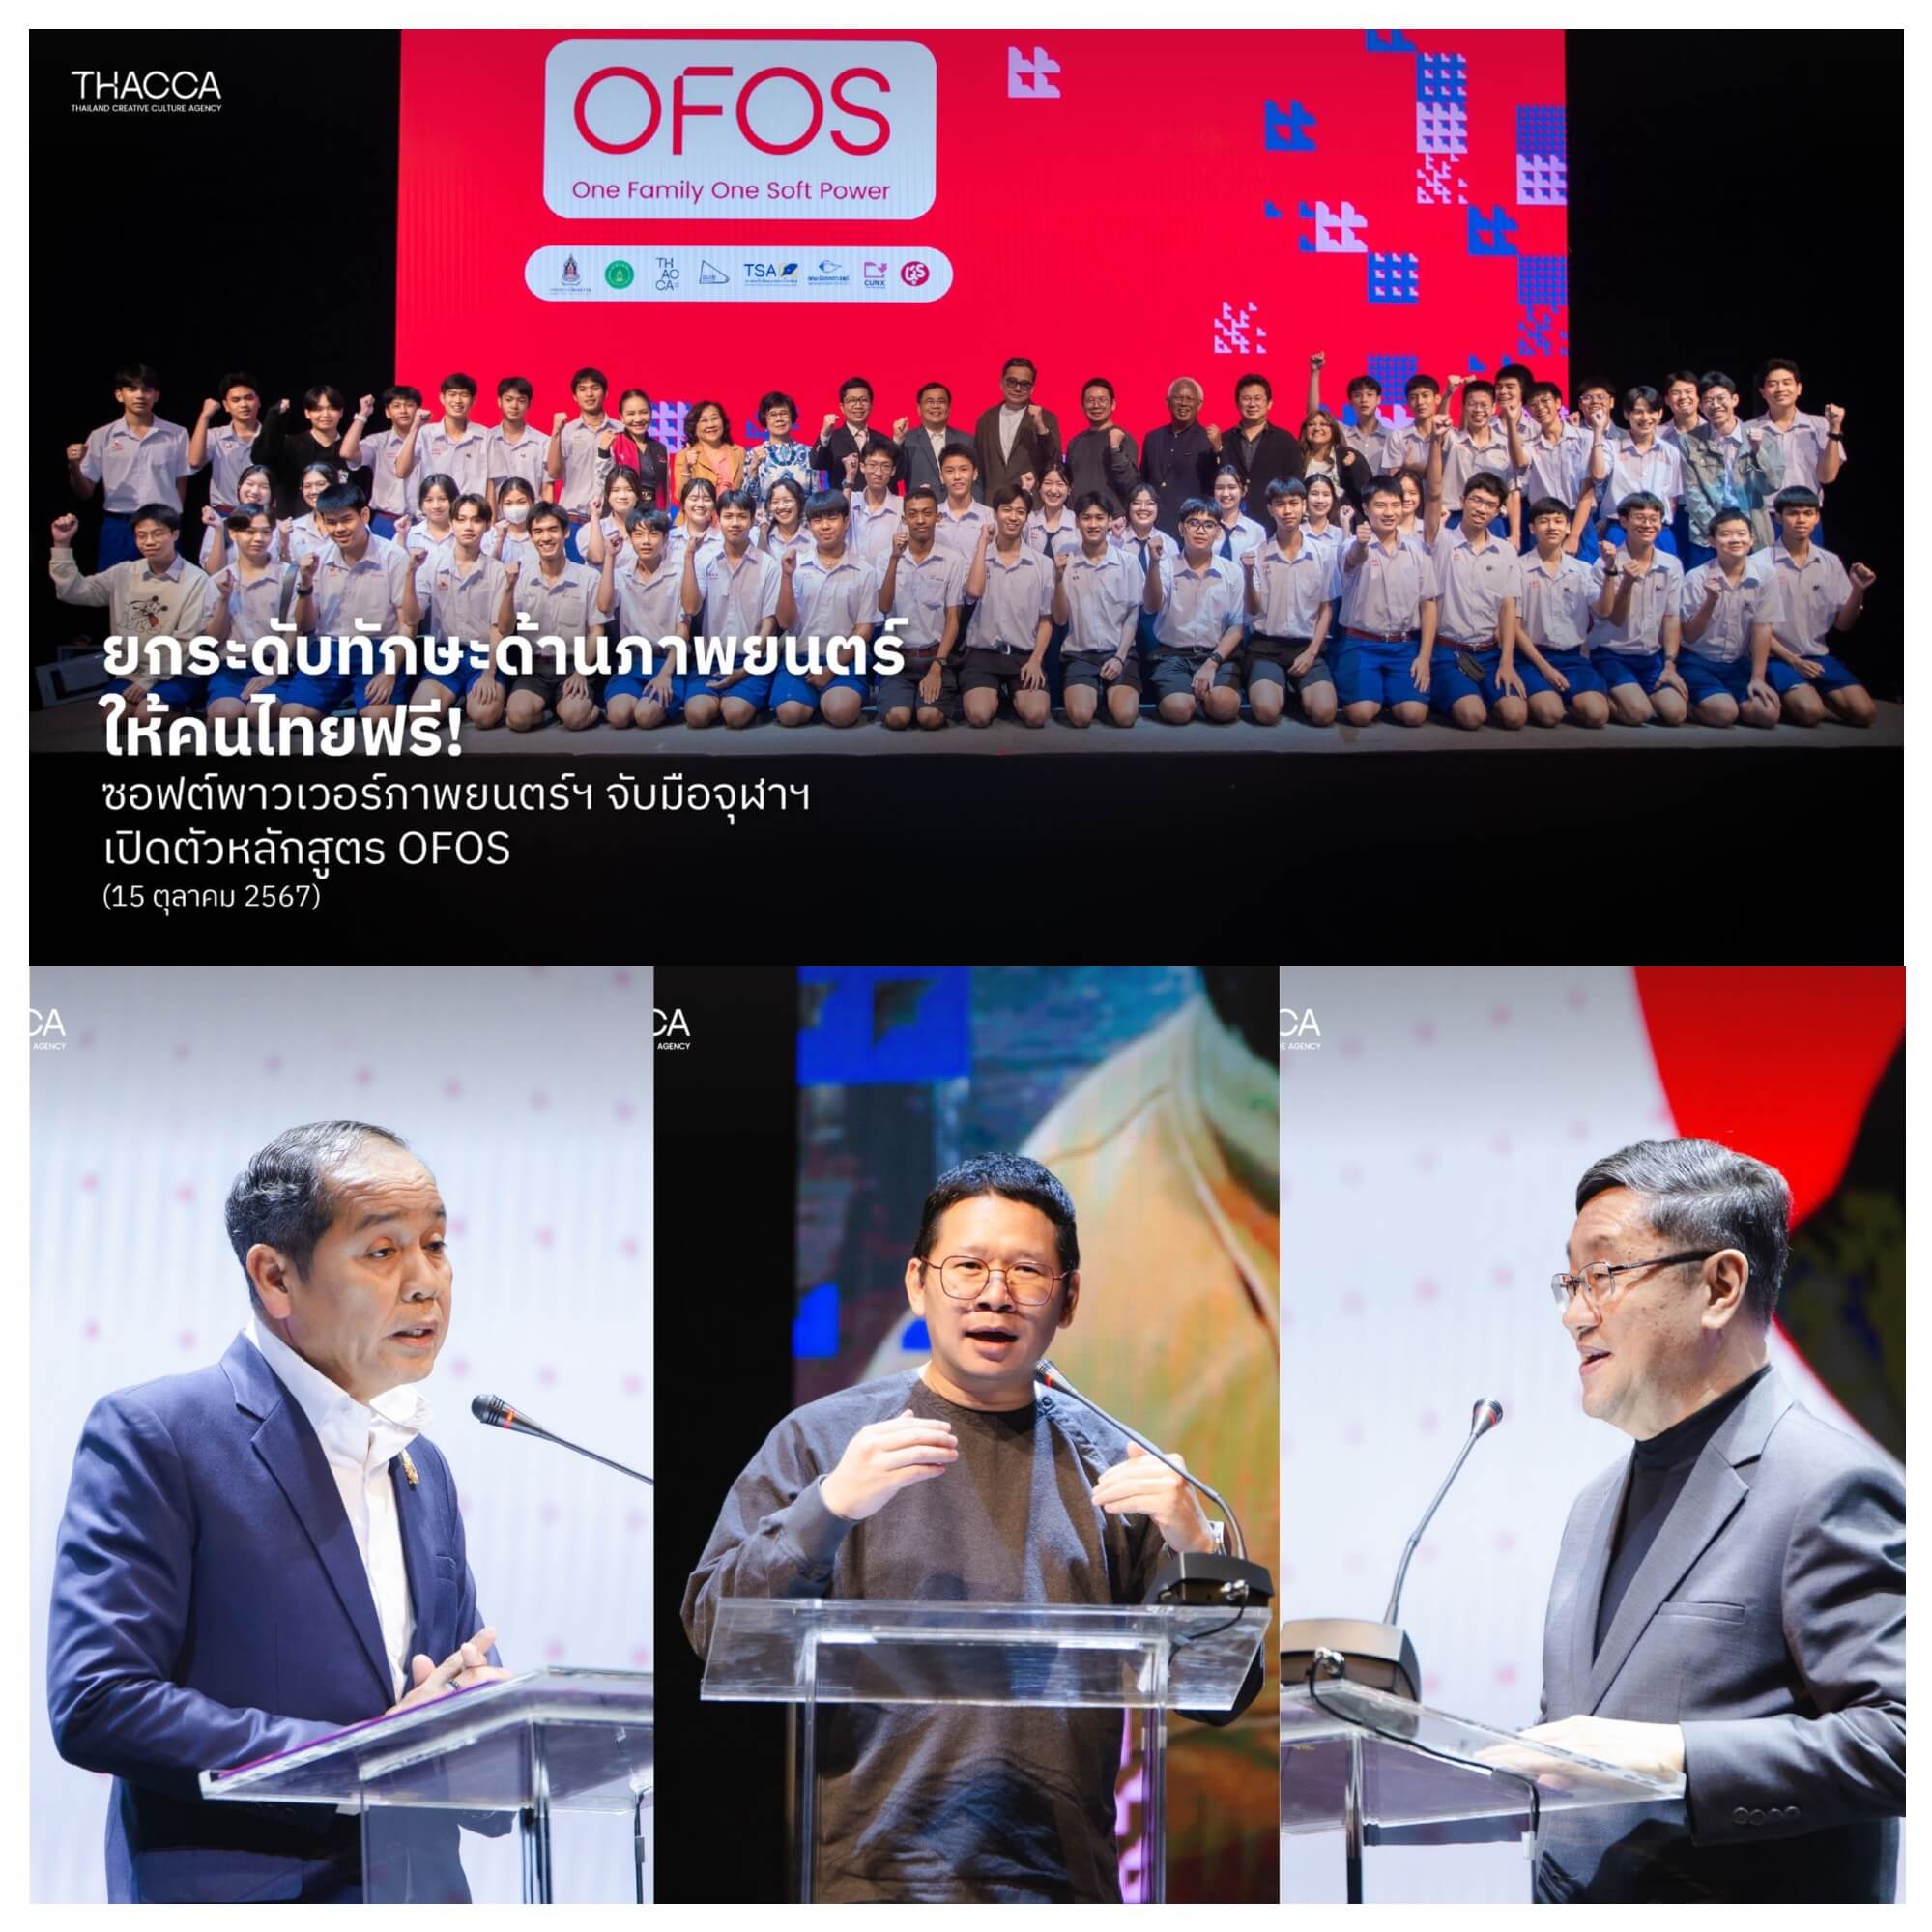 THACCA
THAILAND CREATIVE CULTURE AGENCY
OFOS
One Family One Soft Power
TH
AC
CA
TSA
CUNX
ยกระดับทักษะด้านภาพยนตร์
ให้คนไทยฟรี!
ซอฟต์พาวเวอร์ภาพยนตร์ฯ จับมือจุฬาฯ
เปิดตัวหลักสูตร OFOS
(15 ตุลาคม 2567)
CA
AGENCY
CA
AGENCY
CA
AGENCY